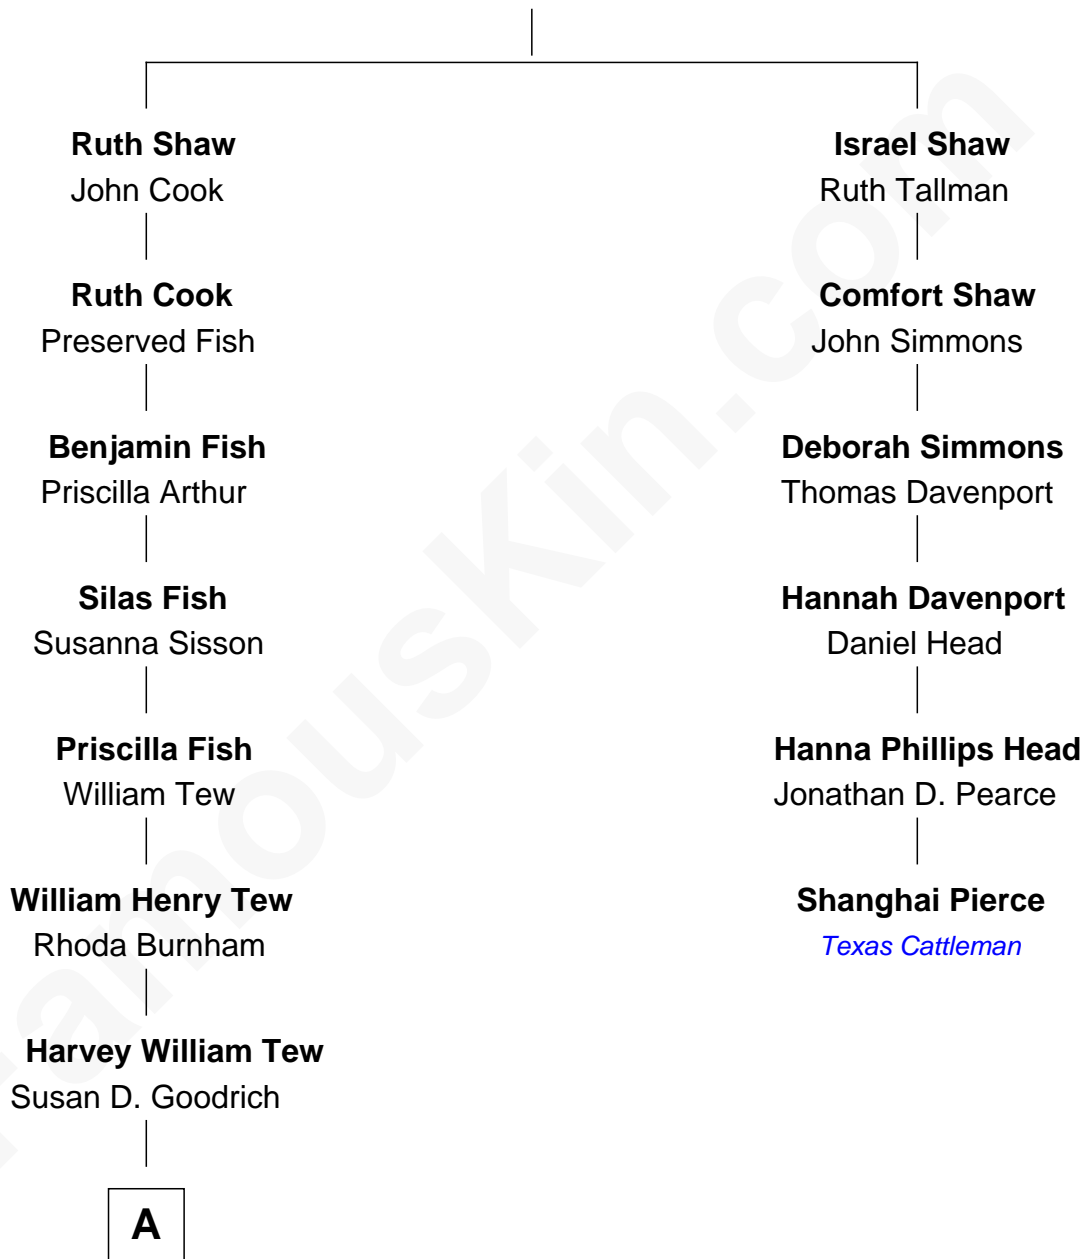 Ruth Shaw
John Cook
Israel Shaw
Ruth Tallman
Ruth Cook
Preserved Fish
Comfort Shaw
John Simmons
Benjamin Fish
Priscilla Arthur
Deborah Simmons
Thomas Davenport
Silas Fish
Susanna Sisson
Hannah Davenport
Daniel Head
Priscilla Fish
William Tew
Hanna Phillips Head
Jonathan D. Pearce
William Henry Tew
Rhoda Burnham
Shanghai Pierce
Texas Cattleman
Harvey William Tew
Susan D. Goodrich
A
FamousKin.com